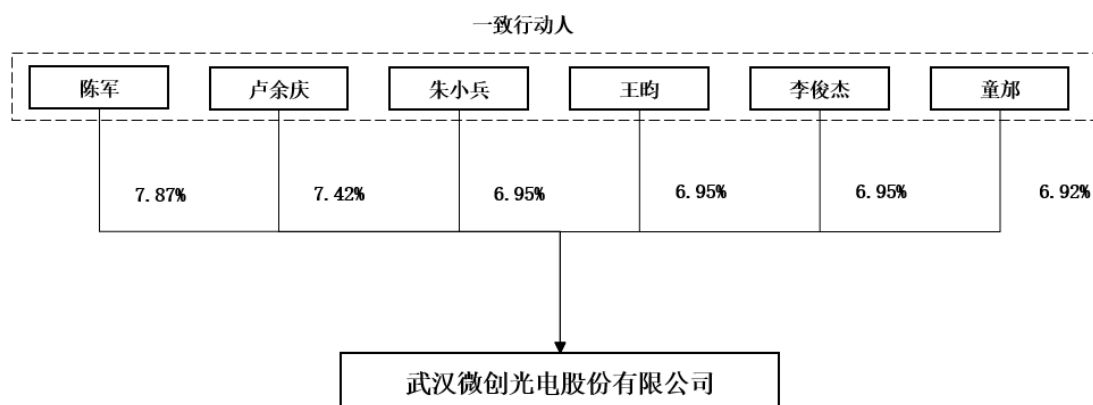 一致行动人
陈军 卢余庆 朱小兵 王昀 李俊杰 童邡
7.87% 7.42% 6.95% 6.95% 6.95% 6.92%
武汉微创光电股份有限公司